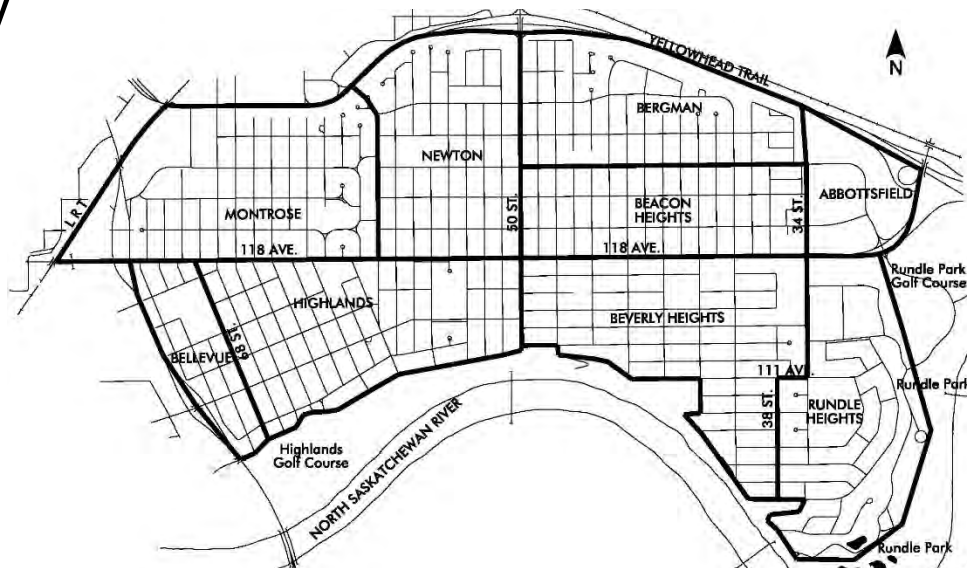 YELLOWHEAD TRAIL
N
BERGMAN
NEWTON
ABBOTTSFIELD
BEACON
HEIGHTS
LRT
MONTROSE
50 ST.
34 ST.
118 AVE.
118 AVE.
Rundle Park
Golf Course
HIGHLANDS
BEVERLY HEIGHTS
68 ST.
BELLEVUE
111 AVE.
Rundle Park
38 ST.
RUNDLE
HEIGHTS
Highlands
Golf Course
NORTH SASKATCHEWAN RIVER
Rundle Park